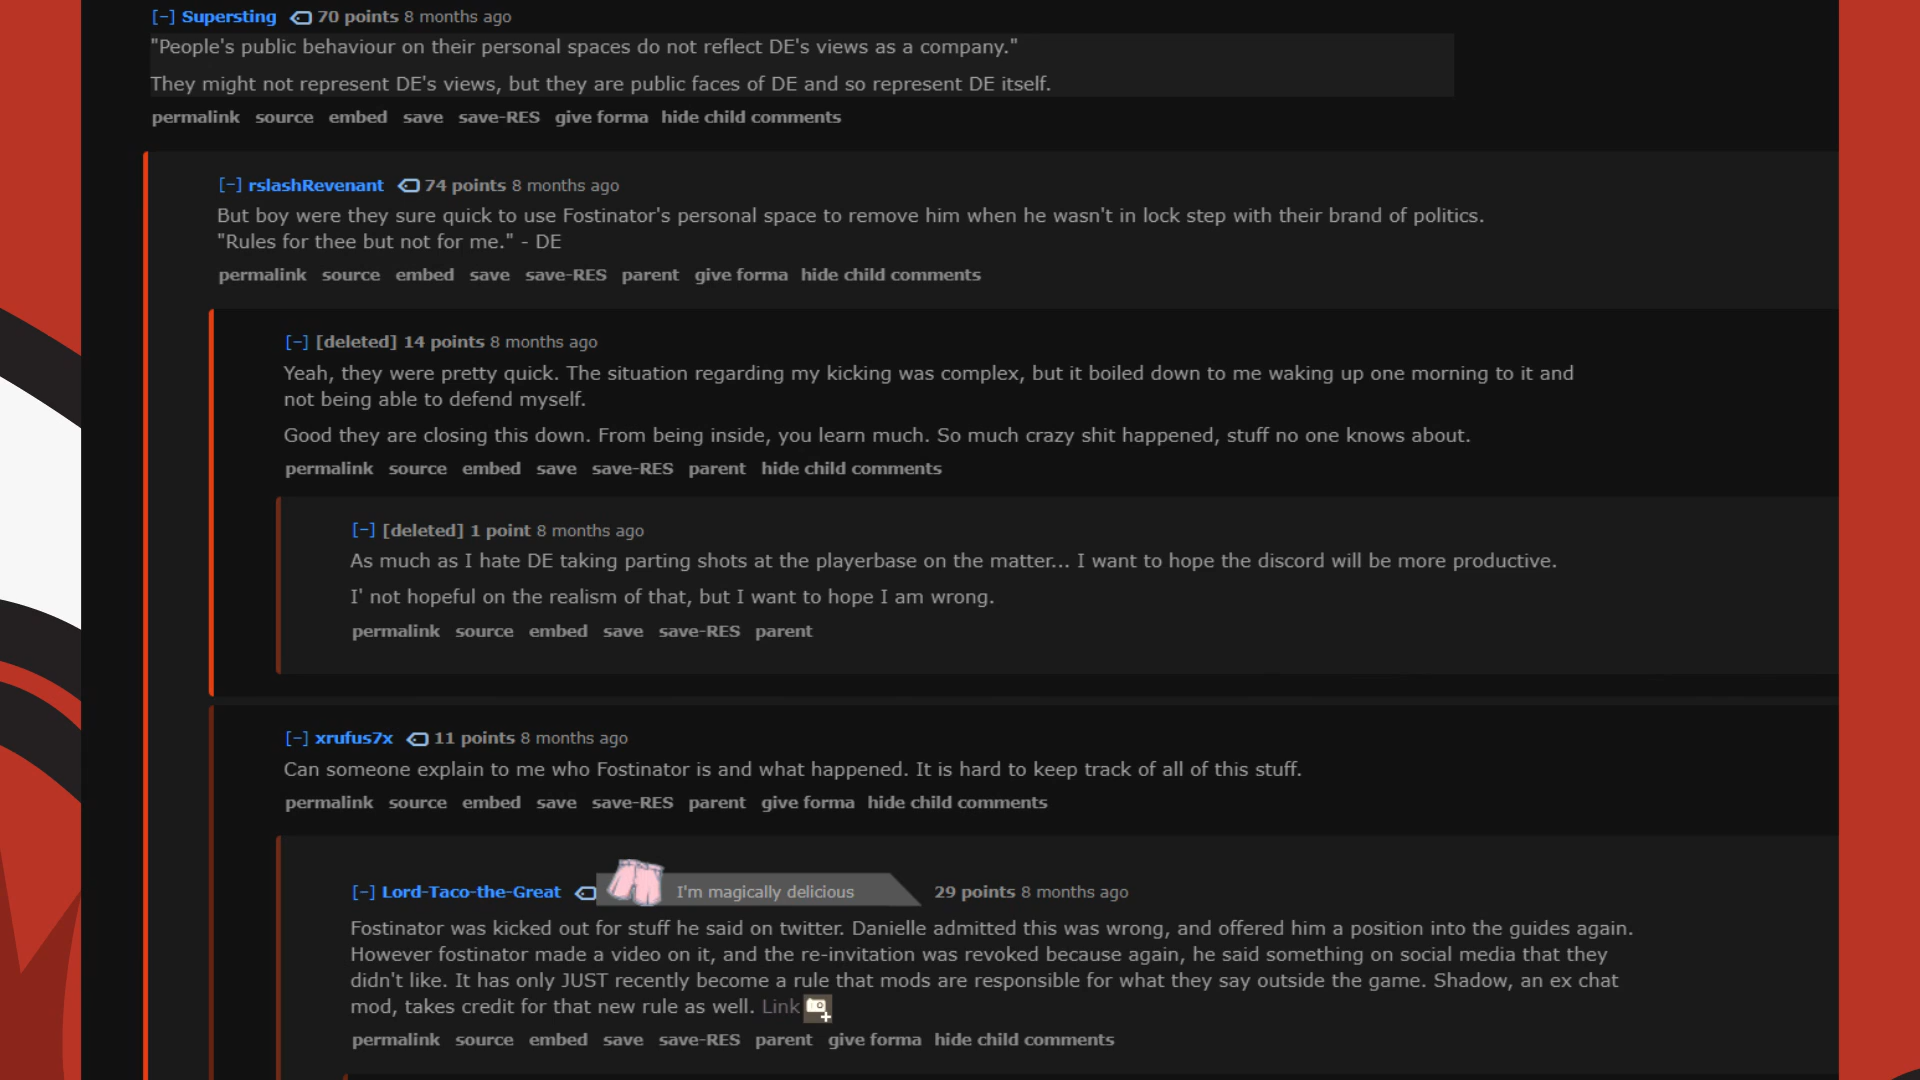 [-] Supersting 70 points 8 months ago
"People's public behaviour on their personal spaces do not reflect DE's views as a company."
They might not represent DE's views, but they are public faces of DE and so represent DE itself.
permalink source embed save save-RES give forma hide child comments
[-] rslashRevenant 74 points 8 months ago
But boy were they sure quick to use Fostinator's personal space to remove him when he wasn't in lock step with their brand of politics.
"Rules for thee but not for me." - DE
permalink source embed save save-RES parent give forma hide child comments
[-] [deleted] 14 points 8 months ago
Yeah, they were pretty quick. The situation regarding my kicking was complex, but it boiled down to me waking up one morning to it and
not being able to defend myself.
Good they are closing this down. From being inside, you learn much. So much crazy shit happened, stuff no one knows about.
permalink source embed save save-RES parent hide child comments
[-] [deleted] 1 point 8 months ago
As much as I hate DE taking parting shots at the playerbase on the matter... I want to hope the discord will be more productive.
I' not hopeful on the realism of that, but I want to hope I am wrong.
permalink source embed save save-RES parent
[-] xrufus7x 11 points 8 months ago
Can someone explain to me who Fostinator is and what happened. It is hard to keep track of all of this stuff.
permalink source embed save save-RES parent give forma hide child comments
[-] Lord-Taco-the-Great I'm magically delicious 29 points 8 months ago
Fostinator was kicked out for stuff he said on twitter. Danielle admitted this was wrong, and offered him a position into the guides again.
However fostinator made a video on it, and the re-invitation was revoked because again, he said something on social media that they
didn't like. It has only JUST recently become a rule that mods are responsible for what they say outside the game. Shadow, an ex chat
mod, takes credit for that new rule as well. Link
permalink source embed save save-RES parent give forma hide child comments